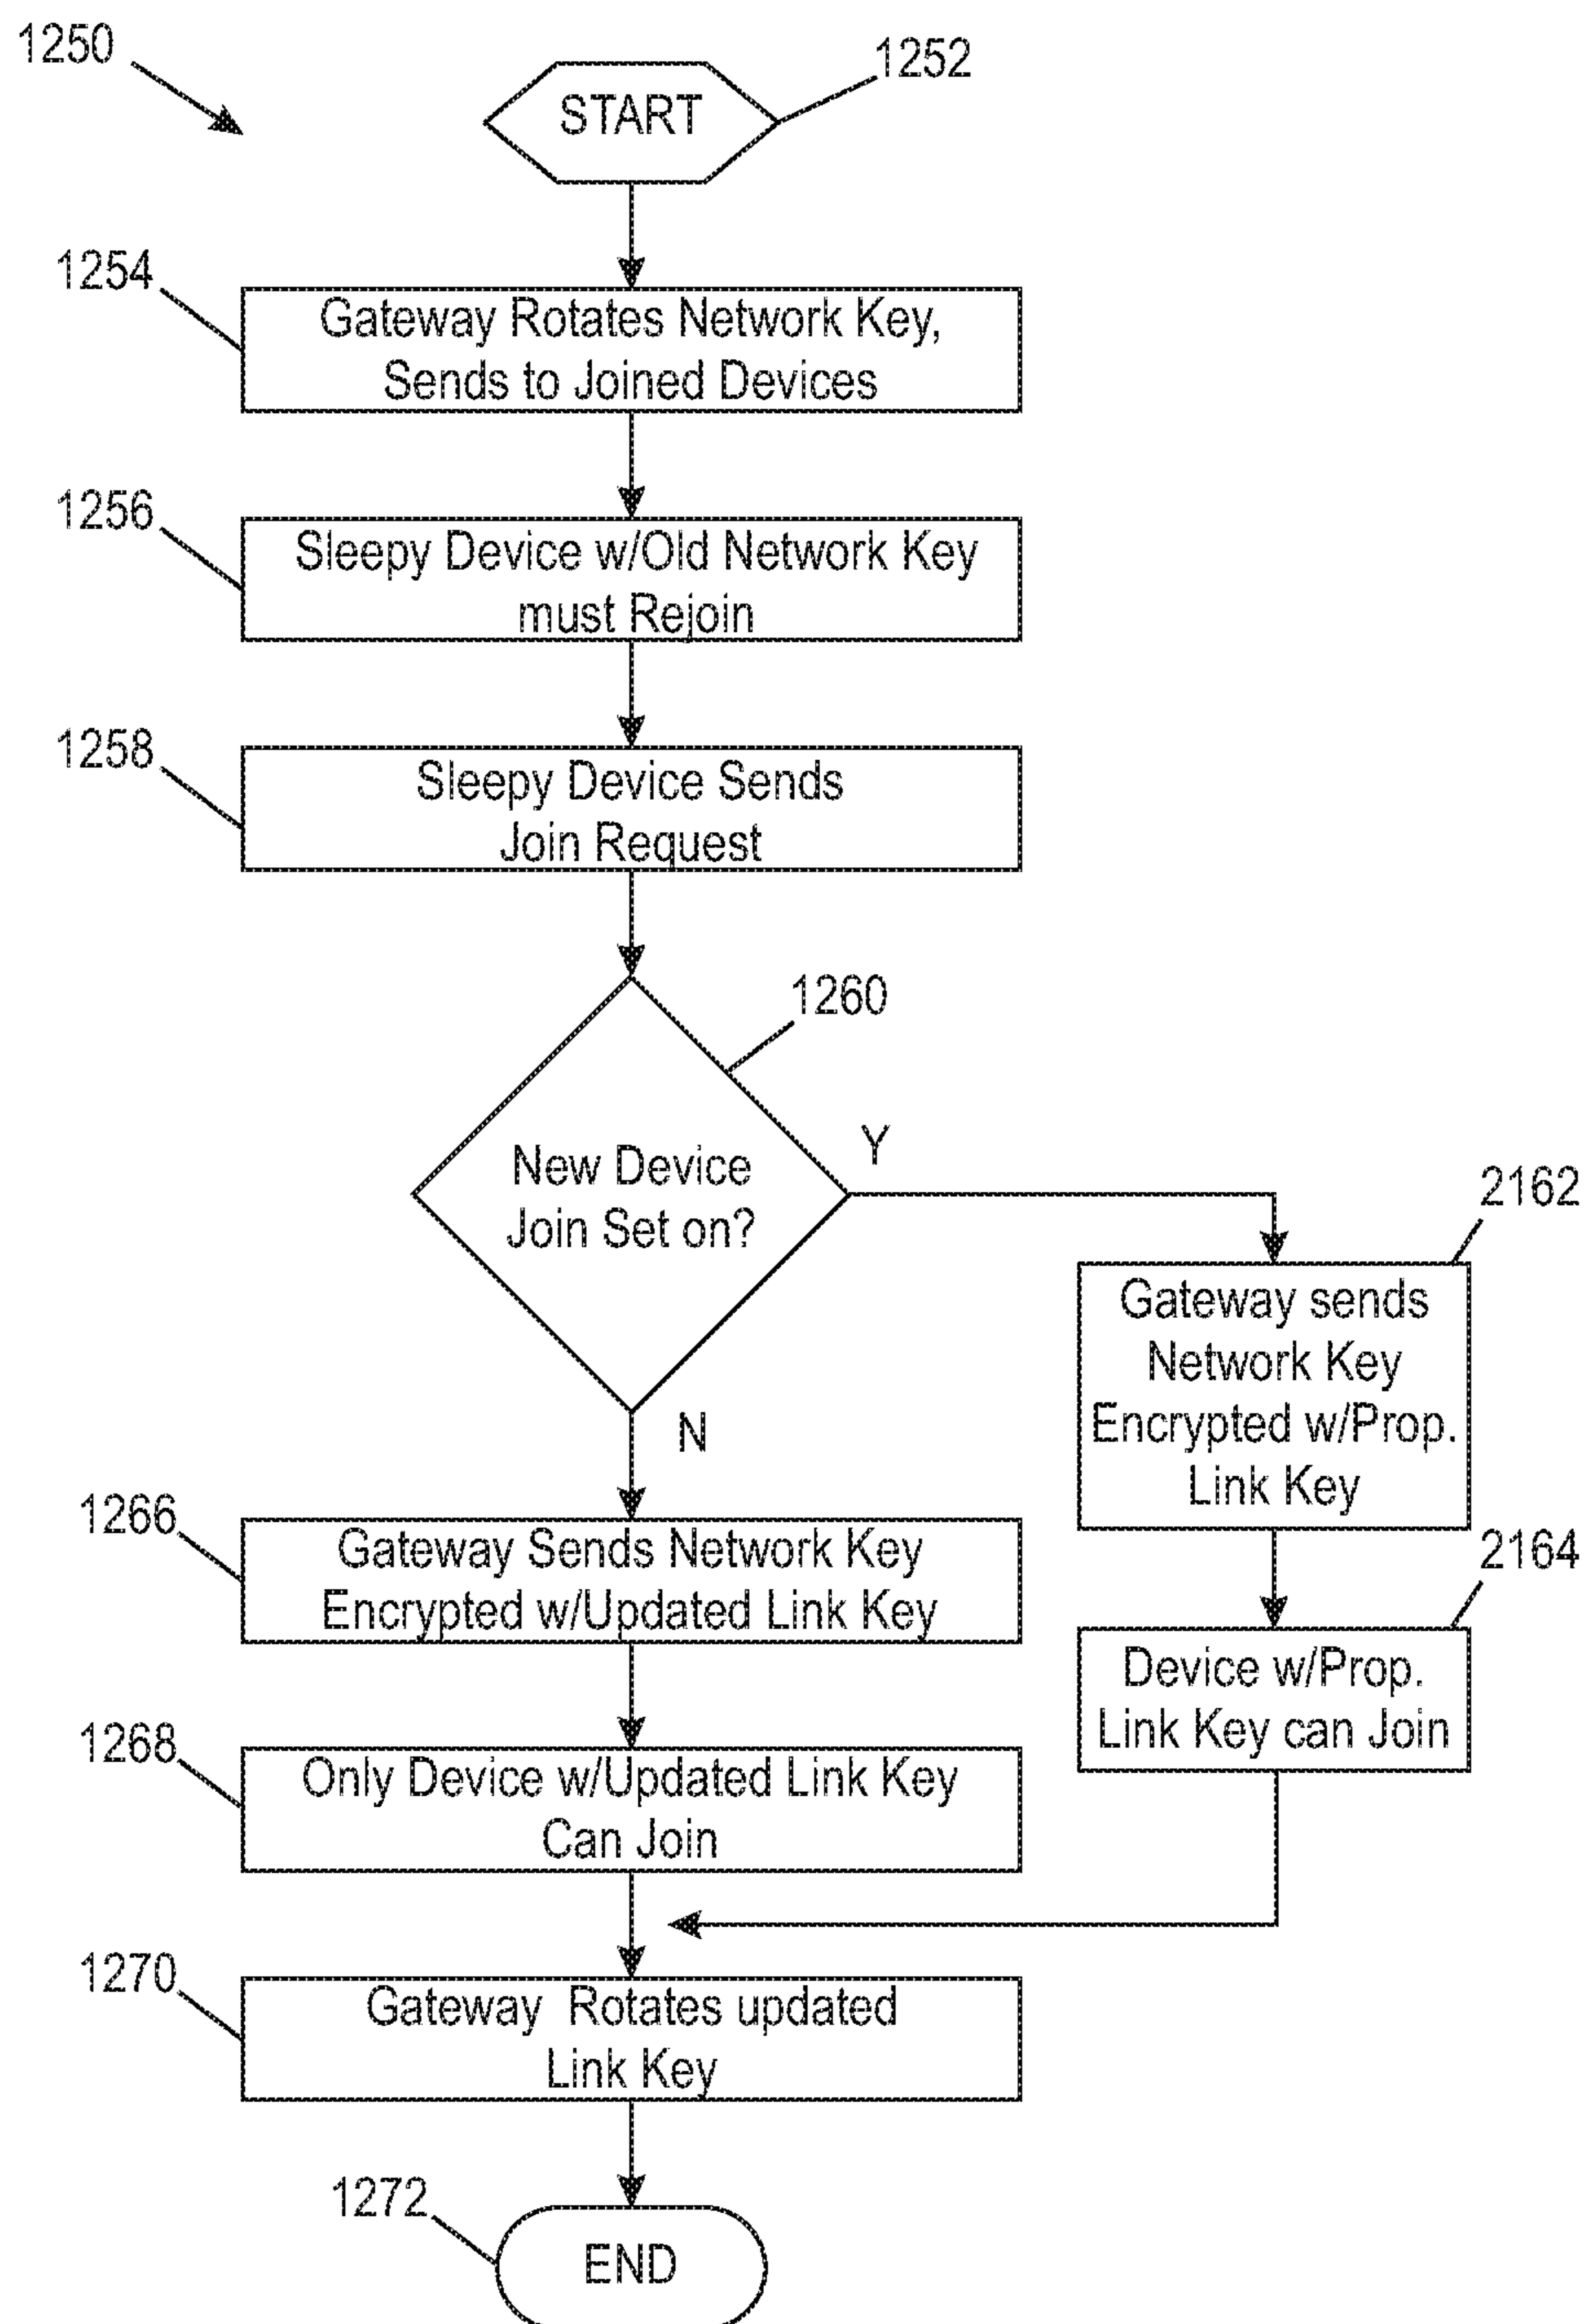 1250
START
1252
1254
Gateway Rotates Network Key,
Sends to Joined Devices
1256
Sleepy Device w/Old Network Key
must Rejoin
1258
Sleepy Device Sends
Join Request
1260
New Device
Join Set on?
Y
N
2162
Gateway sends
Network Key
Encrypted w/Prop.
Link Key
2164
Device w/Prop.
Link Key can Join
1266
Gateway Sends Network Key
Encrypted w/Updated Link Key
1268
Only Device w/Updated Link Key
Can Join
1270
Gateway Rotates updated
Link Key
1272
END